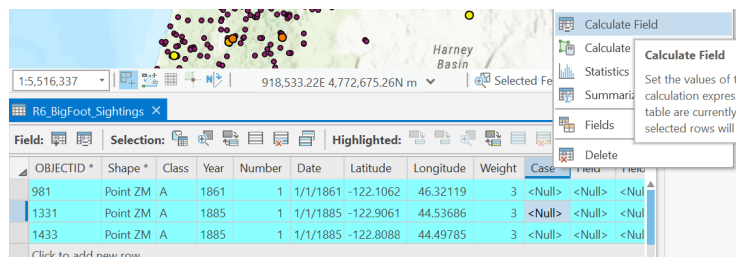 Calculate Field
Harney
Basin
Calculate
Calculate Field
1:5,516,337
918,533.22E 4,772,675.26N m
Selected Fe
Statistics
Set the values of t
Summariz
calculation expres
R6_BigFoot_Sightings
table are currently
Fields
selected rows will
Field:
Selection:
Highlighted:
Delete
OBJECTID * Shape * Class Year Number Date Latitude Longitude Weight Case Field Field
981 Point ZM A 1861 1 1/1/1861 -122.1062 46.32119 3 <Null> <Null> <Nul
1331 Point ZM A 1885 1 1/1/1885 -122.9061 44.53686 3 <Null> <Null> <Nul
1433 Point ZM A 1885 1 1/1/1885 -122.8088 44.49785 3 <Null> <Null> <Nul
Click to add new row.